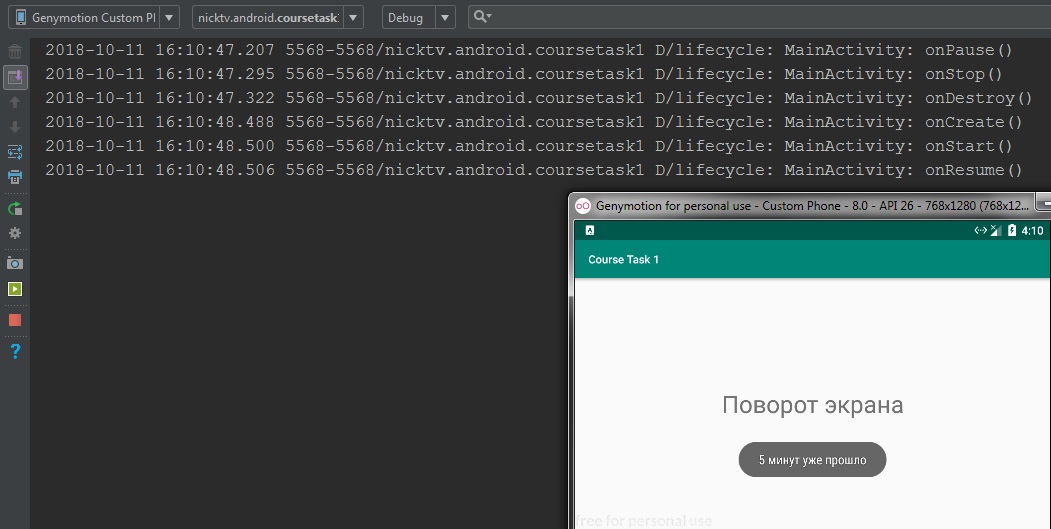 Genymotion Custom Pl
nicktv.android.coursetask
Debug
2018-10-11 16:10:47.207 5568-5568/nicktv.android.coursetask1 D/lifecycle: MainActivity: onPause()
2018-10-11 16:10:47.295 5568-5568/nicktv.android.coursetask1 D/lifecycle: MainActivity: onStop()
2018-10-11 16:10:47.322 5568-5568/nicktv.android.coursetask1 D/lifecycle: MainActivity: onDestroy()
2018-10-11 16:10:48.488 5568-5568/nicktv.android.coursetask1 D/lifecycle: MainActivity: onCreate()
2018-10-11 16:10:48.500 5568-5568/nicktv.android.coursetask1 D/lifecycle: MainActivity: onStart()
2018-10-11 16:10:48.506 5568-5568/nicktv.android.coursetask1 D/lifecycle: MainActivity: onResume()
Genymotion for personal use - Custom Phone - 8.0 - API 26 - 768x1280 (768x12...
A
4:10
Course Task 1
Поворот экрана
5 минут уже прошло
free for personal use